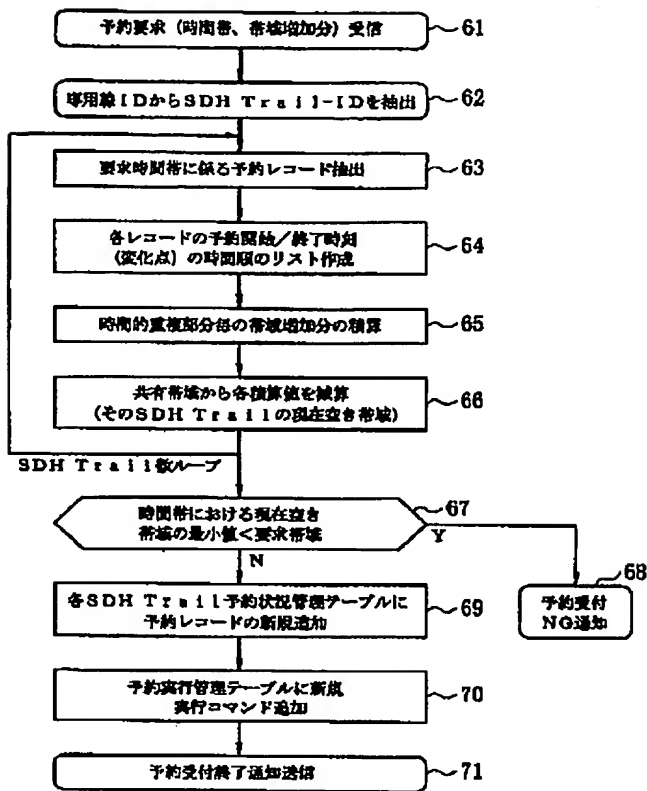 予約要求（時間帯、帯域増加分）受信
61
専用線IDからSDH Trail-IDを抽出
62
要求時間帯に係る予約レコード抽出
63
各レコードの予約開始／終了時刻
（変化点）の時間順のリスト作成
64
時間的重複部分毎の帯域増加分の積算
65
共有帯域から各積算値を減算
（そのSDH Trailの現在空き帯域）
66
SDH Trail数ループ
時間帯における現在空き
帯域の最小値＜要求帯域
67
Y
N
68
予約受付
NG通知
各SDH Trail予約状況管理テーブルに
予約レコードの新規追加
69
予約実行管理テーブルに新規
実行コマンド追加
70
予約受付終了通知送信
71